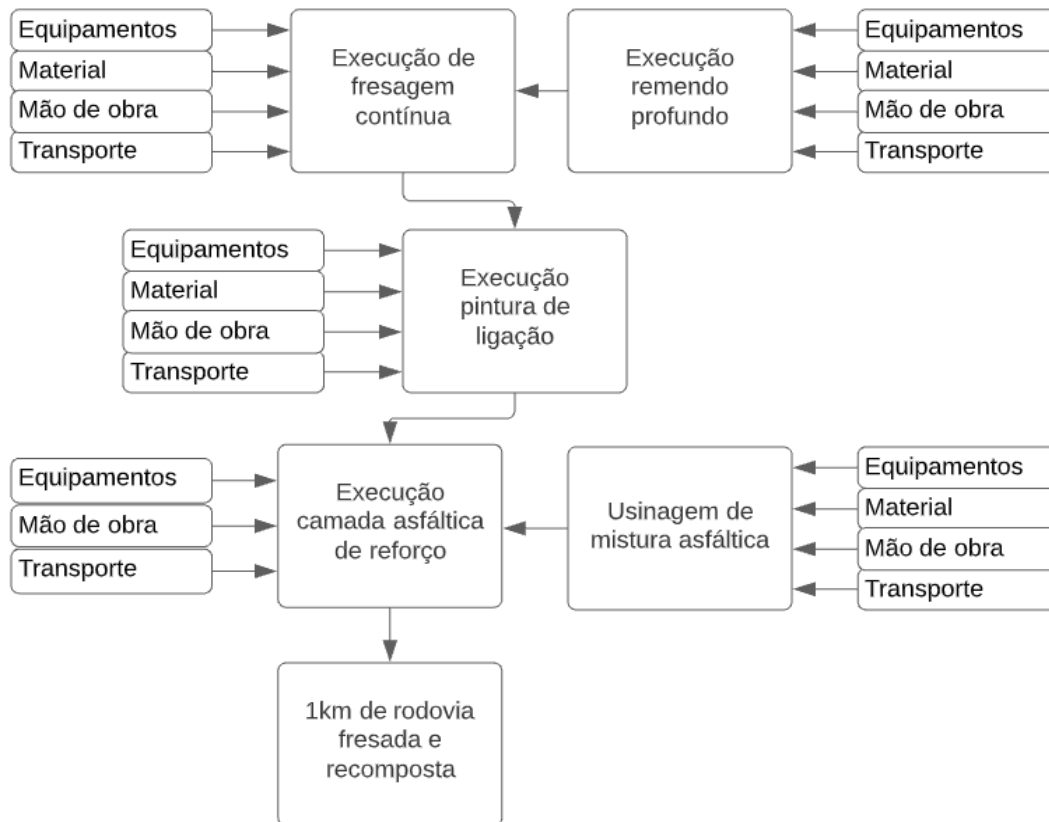 Equipamentos
Material
Mão de obra
Transporte
Execução de
fresagem
contínua
Execução
remendo
profundo
Equipamentos
Material
Mão de obra
Transporte
Equipamentos
Material
Mão de obra
Transporte
Execução
pintura de
ligação
Equipamentos
Mão de obra
Transporte
Execução
camada asfáltica
de reforço
Usinagem de
mistura asfáltica
Equipamentos
Material
Mão de obra
Transporte
1km de rodovia
fresada e
recomposta